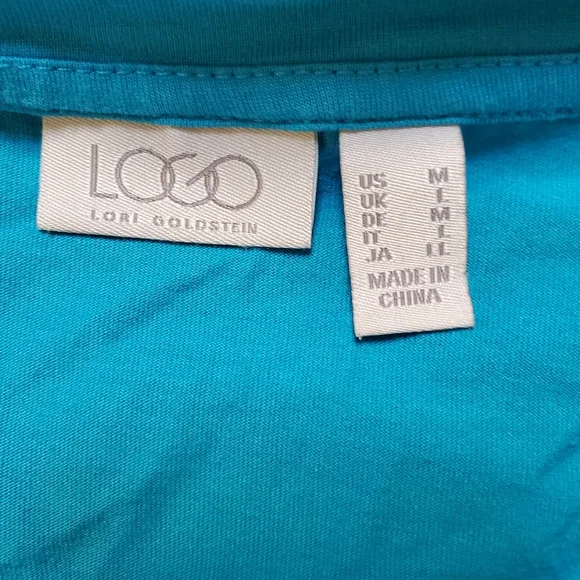 LOGO
LORI GOLDSTEIN
US M
UK L
DE M
IT L
JA LL
MADE IN
CHINA